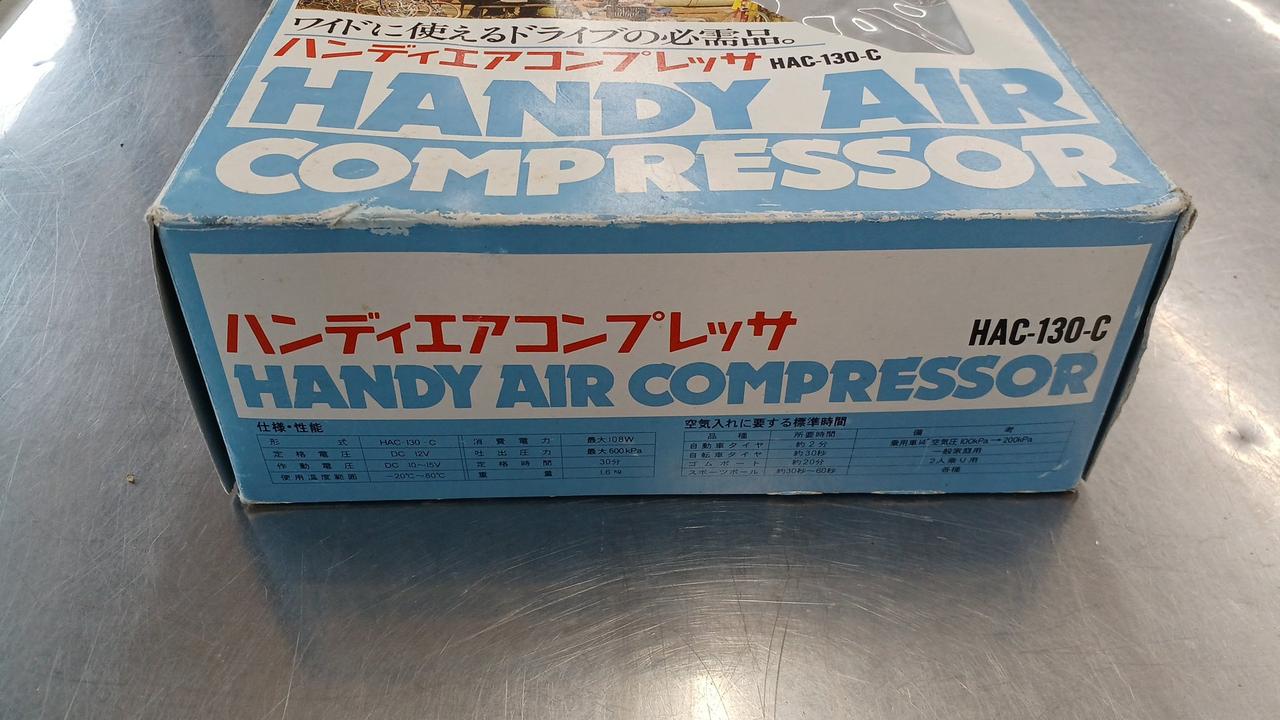 ワイドに使えるドライブの必需品。
ハンディエアコンプレッサ HAC-130-C
HANDY AIR
COMPRESSOR
ハンディエアコンプレッサ HAC-130-C
HANDY AIR COMPRESSOR
仕様・性能
形式 HAC-130-C 消費電力 最大108W
定格電圧 DC 12V 吐出圧力 最大600kPa
作動電圧 DC 10~15V 定格時間 30分
使用温度範囲 -20℃~80℃ 重量 1.6kg
空気入れに要する標準時間
品種 所要時間 備考
自動車タイヤ 約2分 乗用車 空気圧100kPa→200kPa
自転車タイヤ 約30秒 一般家庭用
ゴムボート 約20分 2人乗り用
スポーツボール 約30秒~60秒 各種